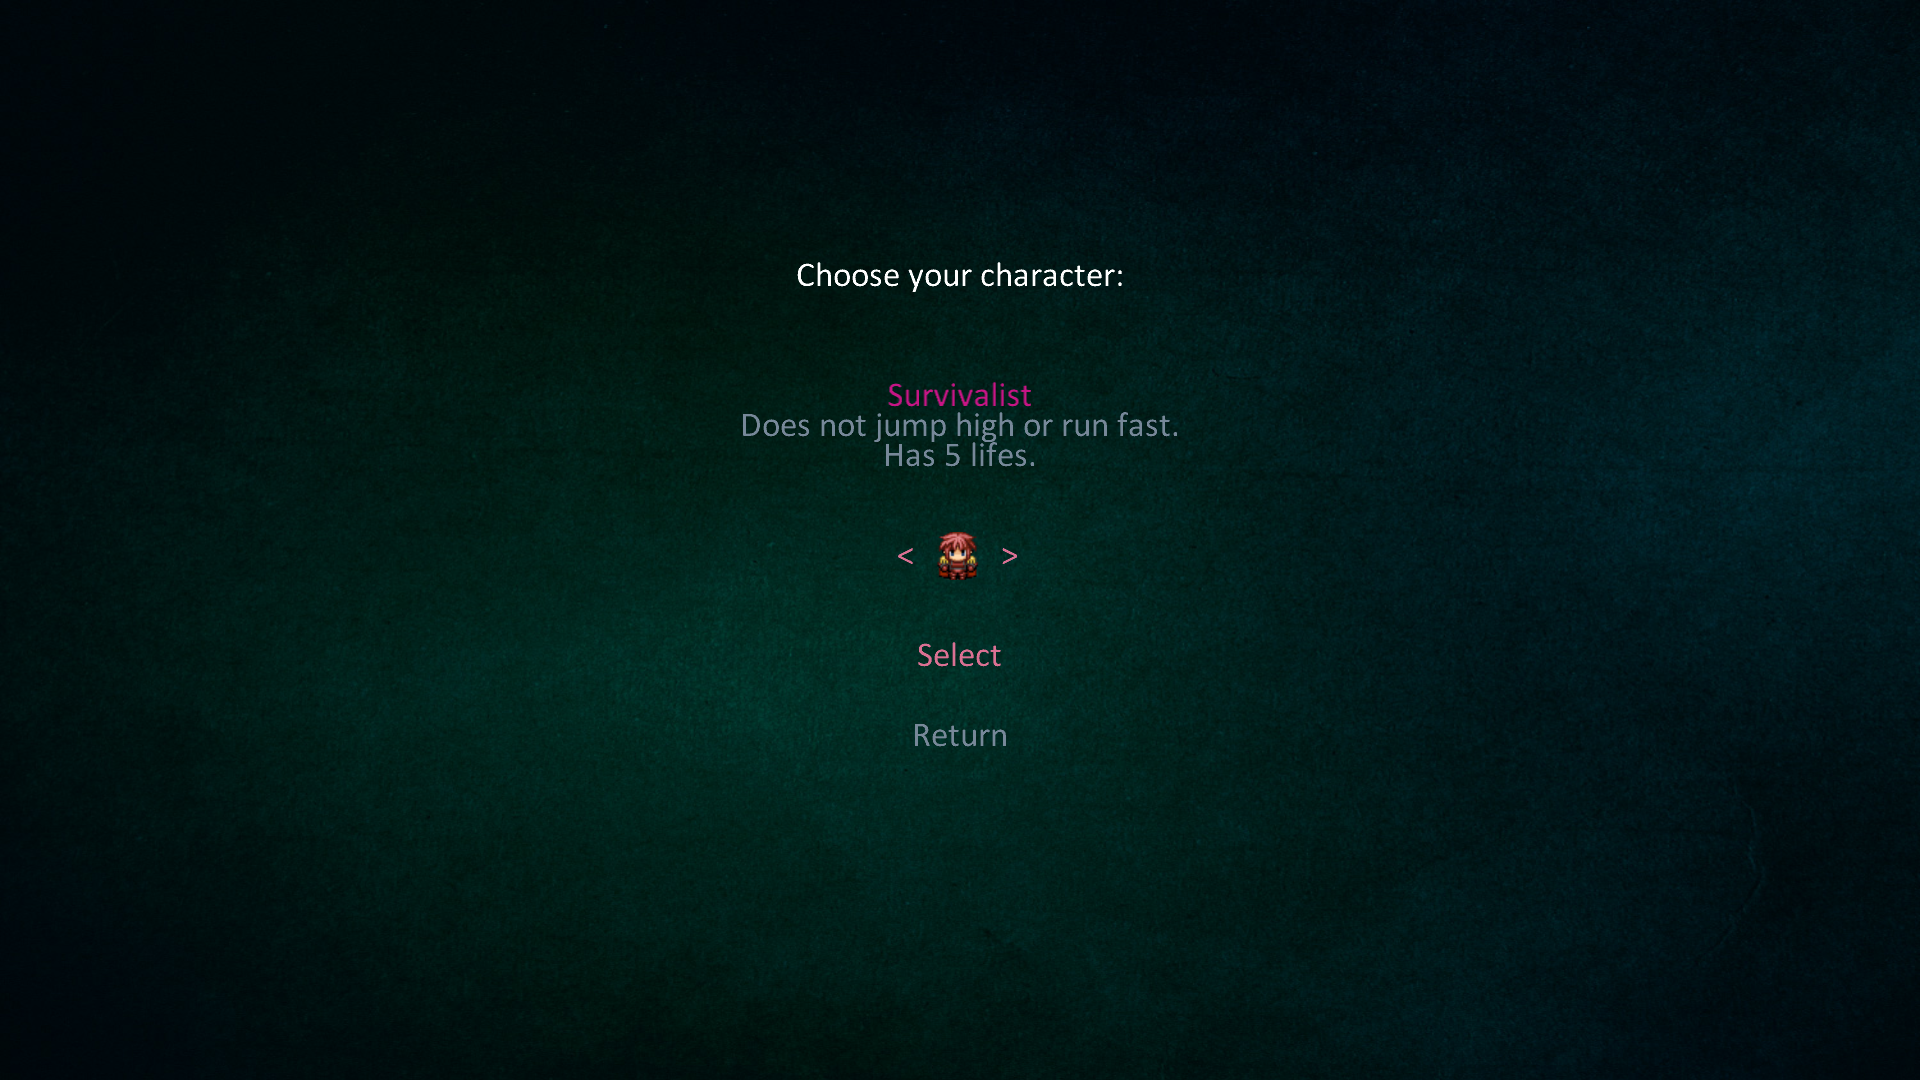 Choose your character:
Survivalist
Does not jump high or run fast.
Has 5 lifes.
< >
Select
Return